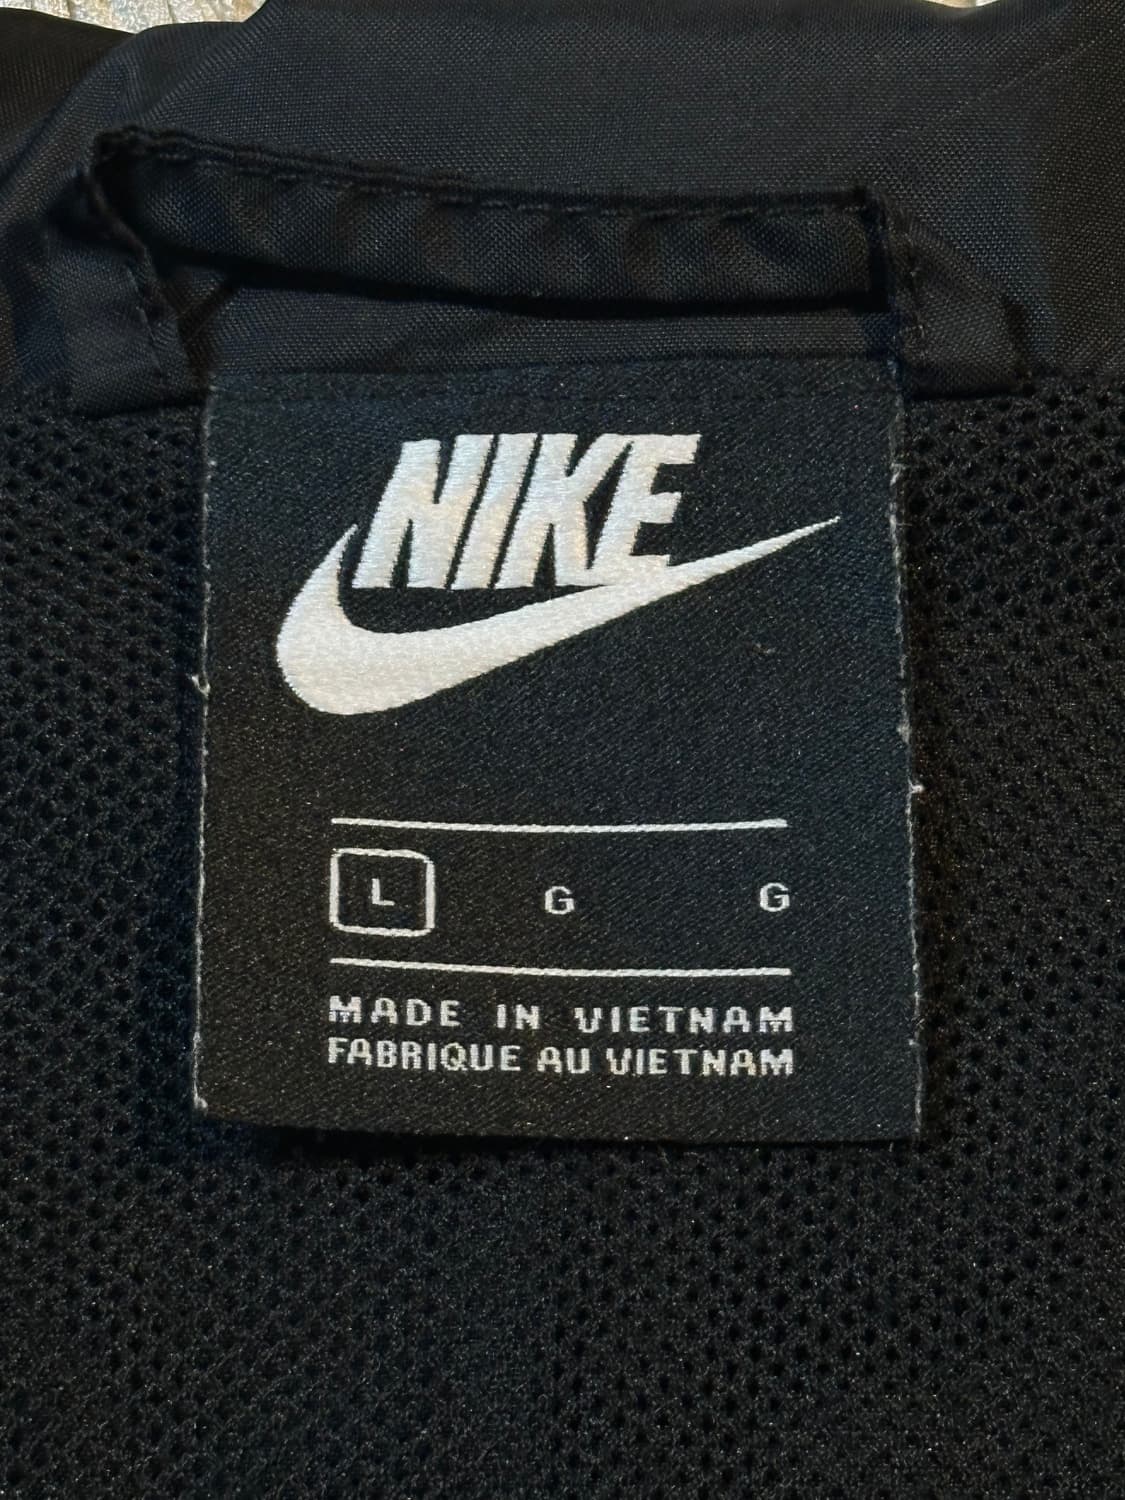 NIKE
L G G
MADE IN VIETNAM
FABRIQUE AU VIETNAM